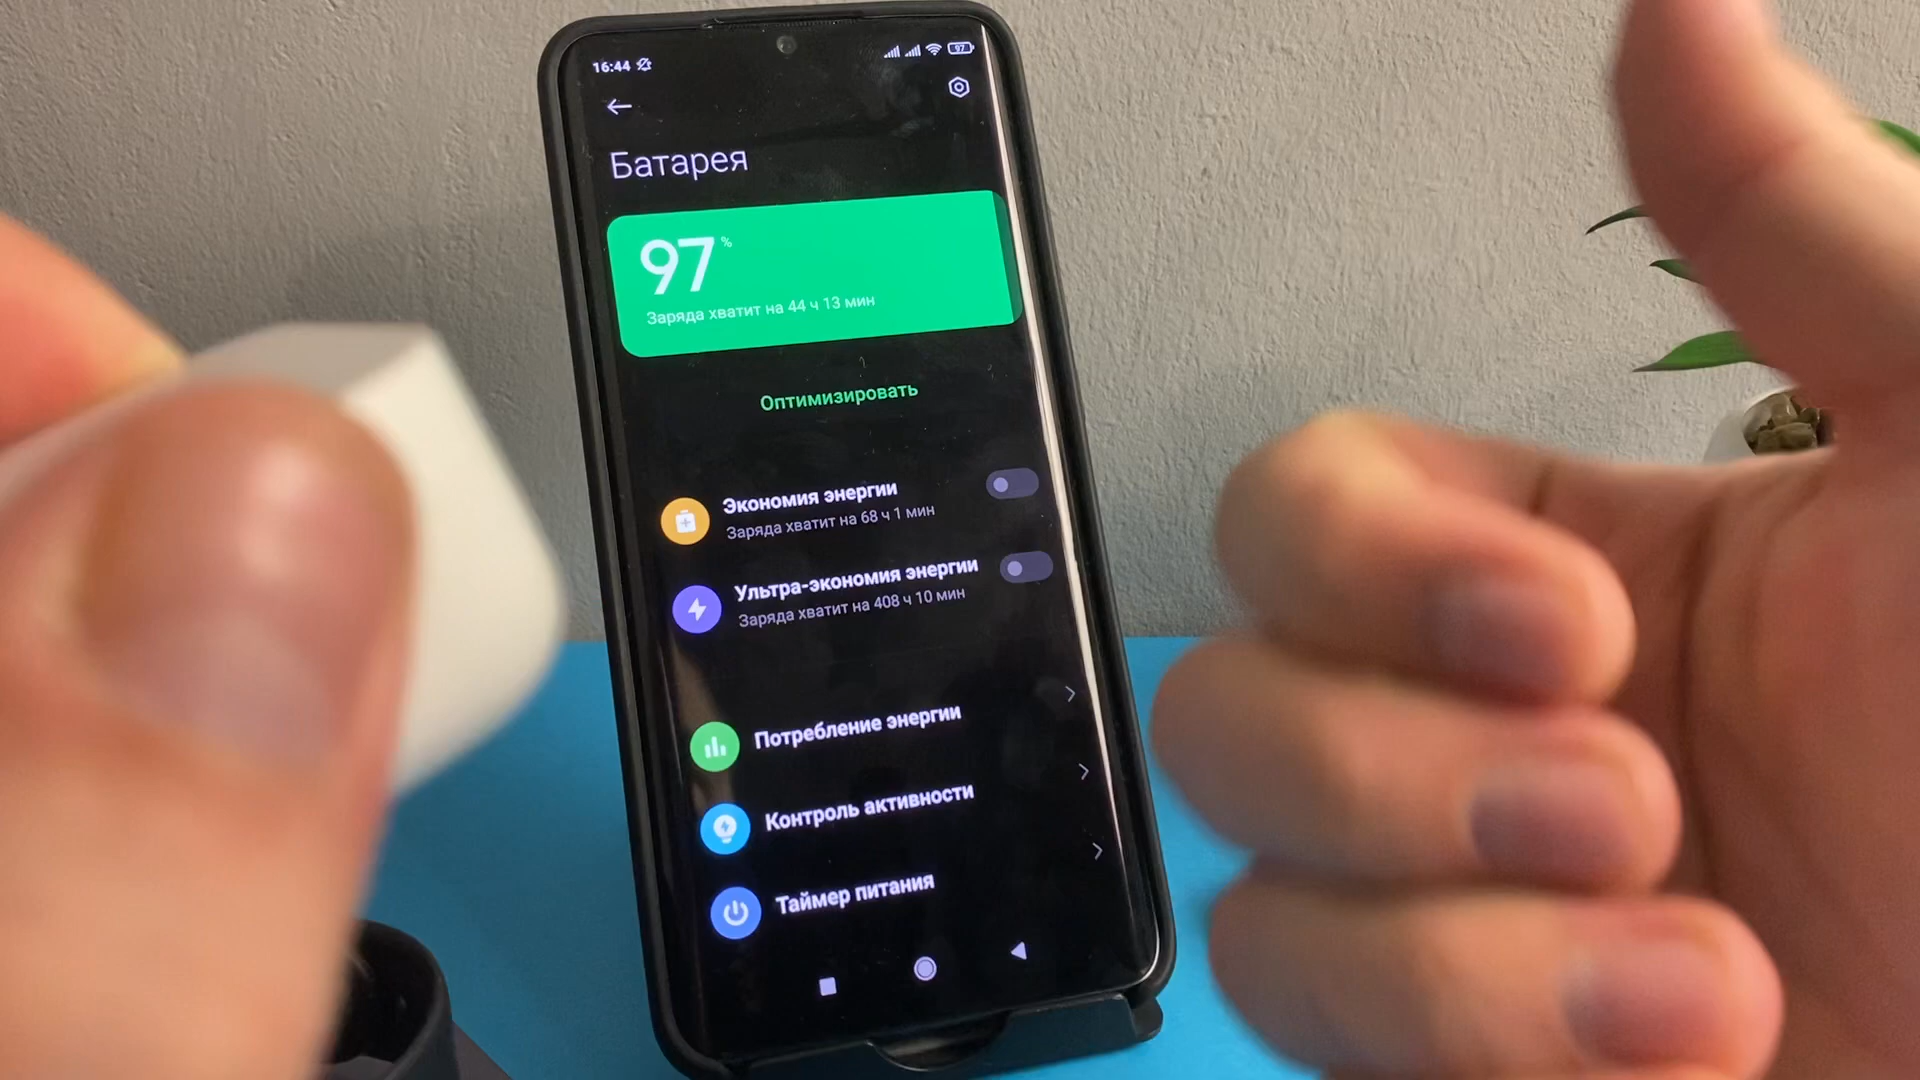 16:44
97
Батарея
97%
Заряда хватит на 44 ч 13 мин
Оптимизировать
Экономия энергии
Заряда хватит на 68 ч 1 мин
Ультра-экономия энергии
Заряда хватит на 408 ч 10 мин
Потребление энергии
Контроль активности
Таймер питания